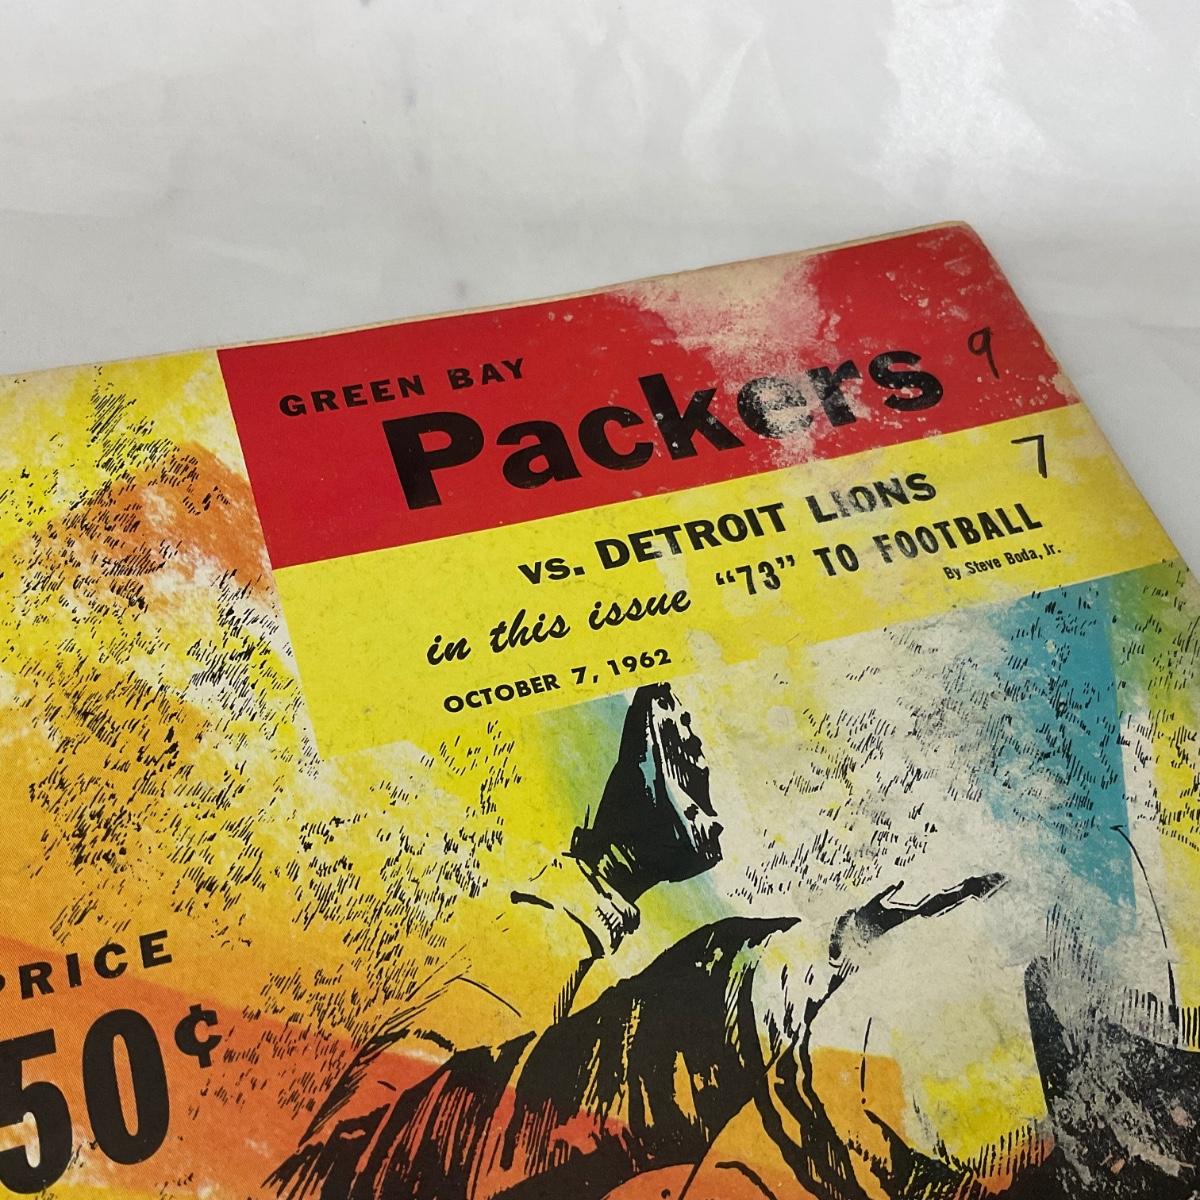 GREEN BAY
Packers 9
vs. DETROIT LIONS 7
in this issue "73" TO FOOTBALL
By Steve Boda, Jr.
OCTOBER 7, 1962
PRICE
50¢